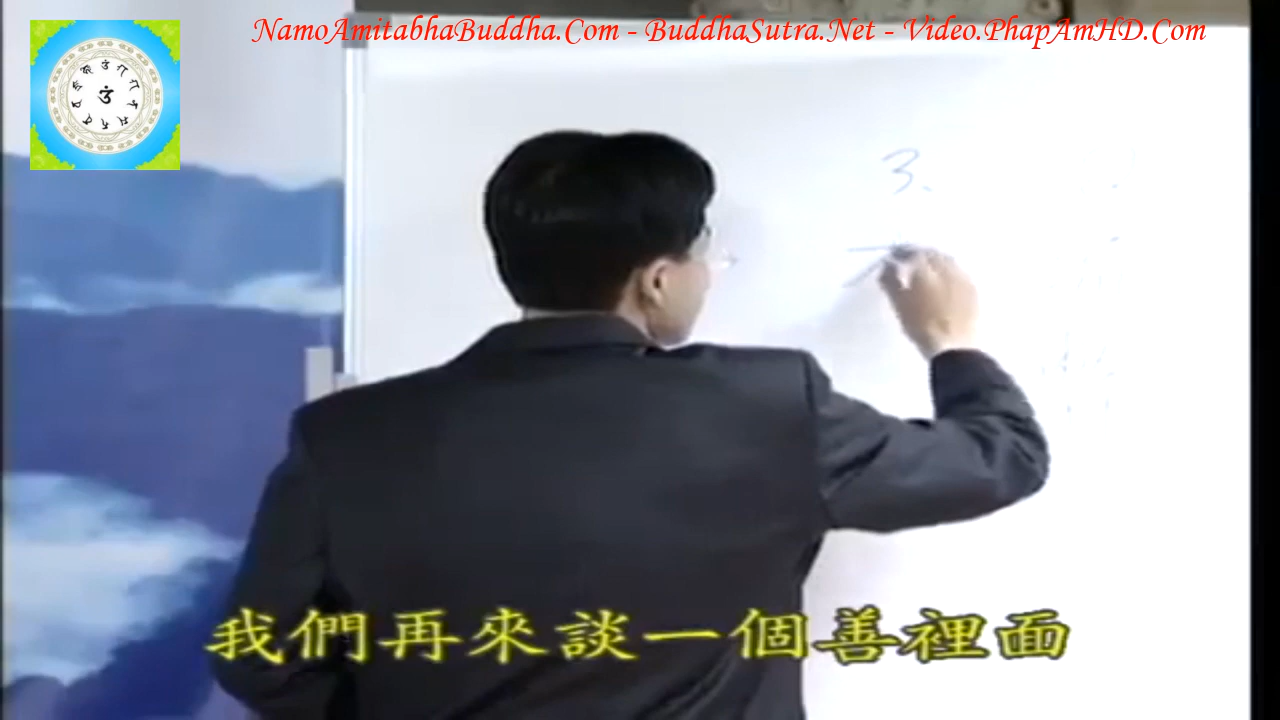 NamoAmitabhaBuddha.Com - BuddhaSutra.Net - Video.PhapAmHD.Com
3、
我們再來談一個善裡面